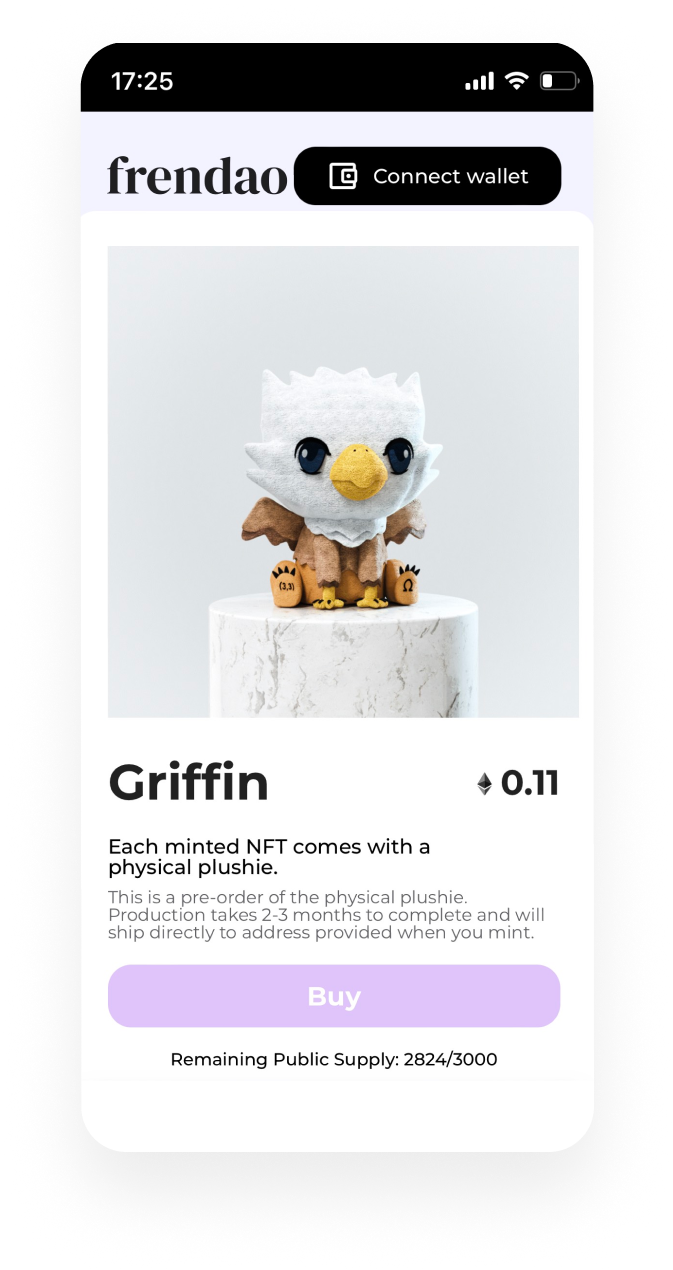 17:25
frendao
Connect wallet
(3,3)
Ω
Griffin
0.11
Each minted NFT comes with a
physical plushie.
This is a pre-order of the physical plushie.
Production takes 2-3 months to complete and will
ship directly to address provided when you mint.
Buy
Remaining Public Supply: 2824/3000